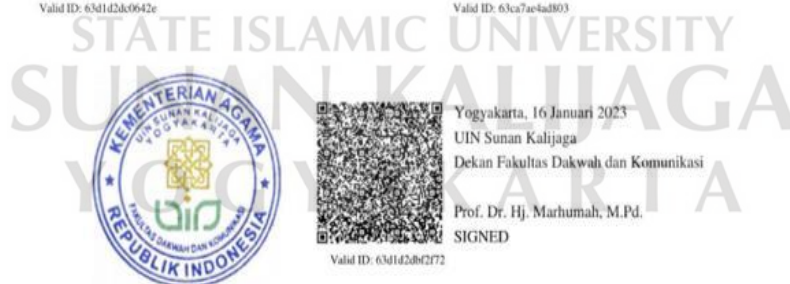 Valid ID: 63d1d2dc0642e
Valid ID: 63ca7ae4ad803
STATE ISLAMIC UNIVERSITY
SUNAN KALIJAGA
YOGYAKARTA
KEMENTERIAN AGAMA
UIN SUNAN KALIJAGA
YOGYAKARTA
uin
FAKULTAS DAKWAH DAN KOMUNIKASI
REPUBLIK INDONESIA
Yogyakarta, 16 Januari 2023
UIN Sunan Kalijaga
Dekan Fakultas Dakwah dan Komunikasi
Prof. Dr. Hj. Marhumah, M.Pd.
SIGNED
Valid ID: 63d1d2dbf2f72